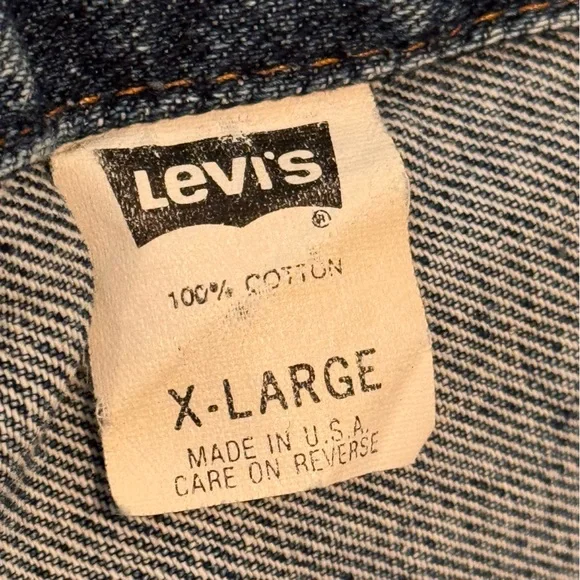 Levi's ®
100% COTTON
X-LARGE
MADE IN U.S.A.
CARE ON REVERSE